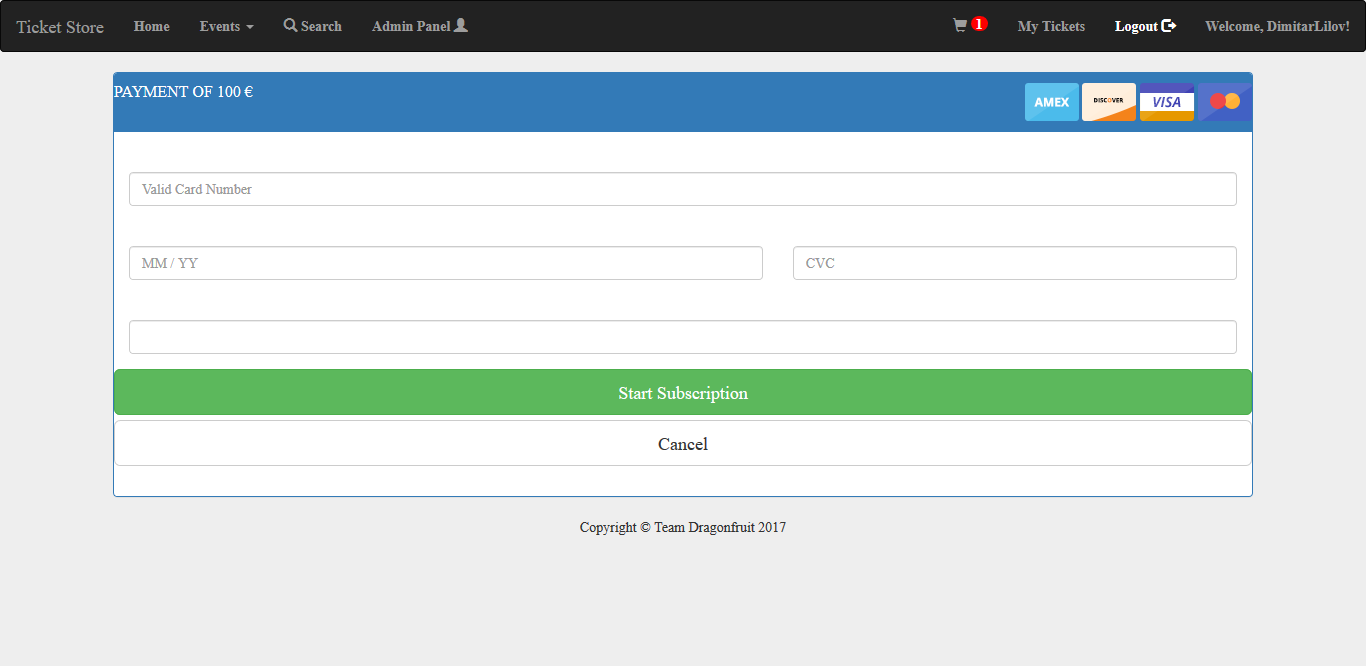 Ticket Store Home Events Search Admin Panel 1 My Tickets Logout Welcome, DimitarLilov!
PAYMENT OF 100 € AMEX DISCOVER VISA
Valid Card Number
MM / YY CVC
Start Subscription
Cancel
Copyright © Team Dragonfruit 2017